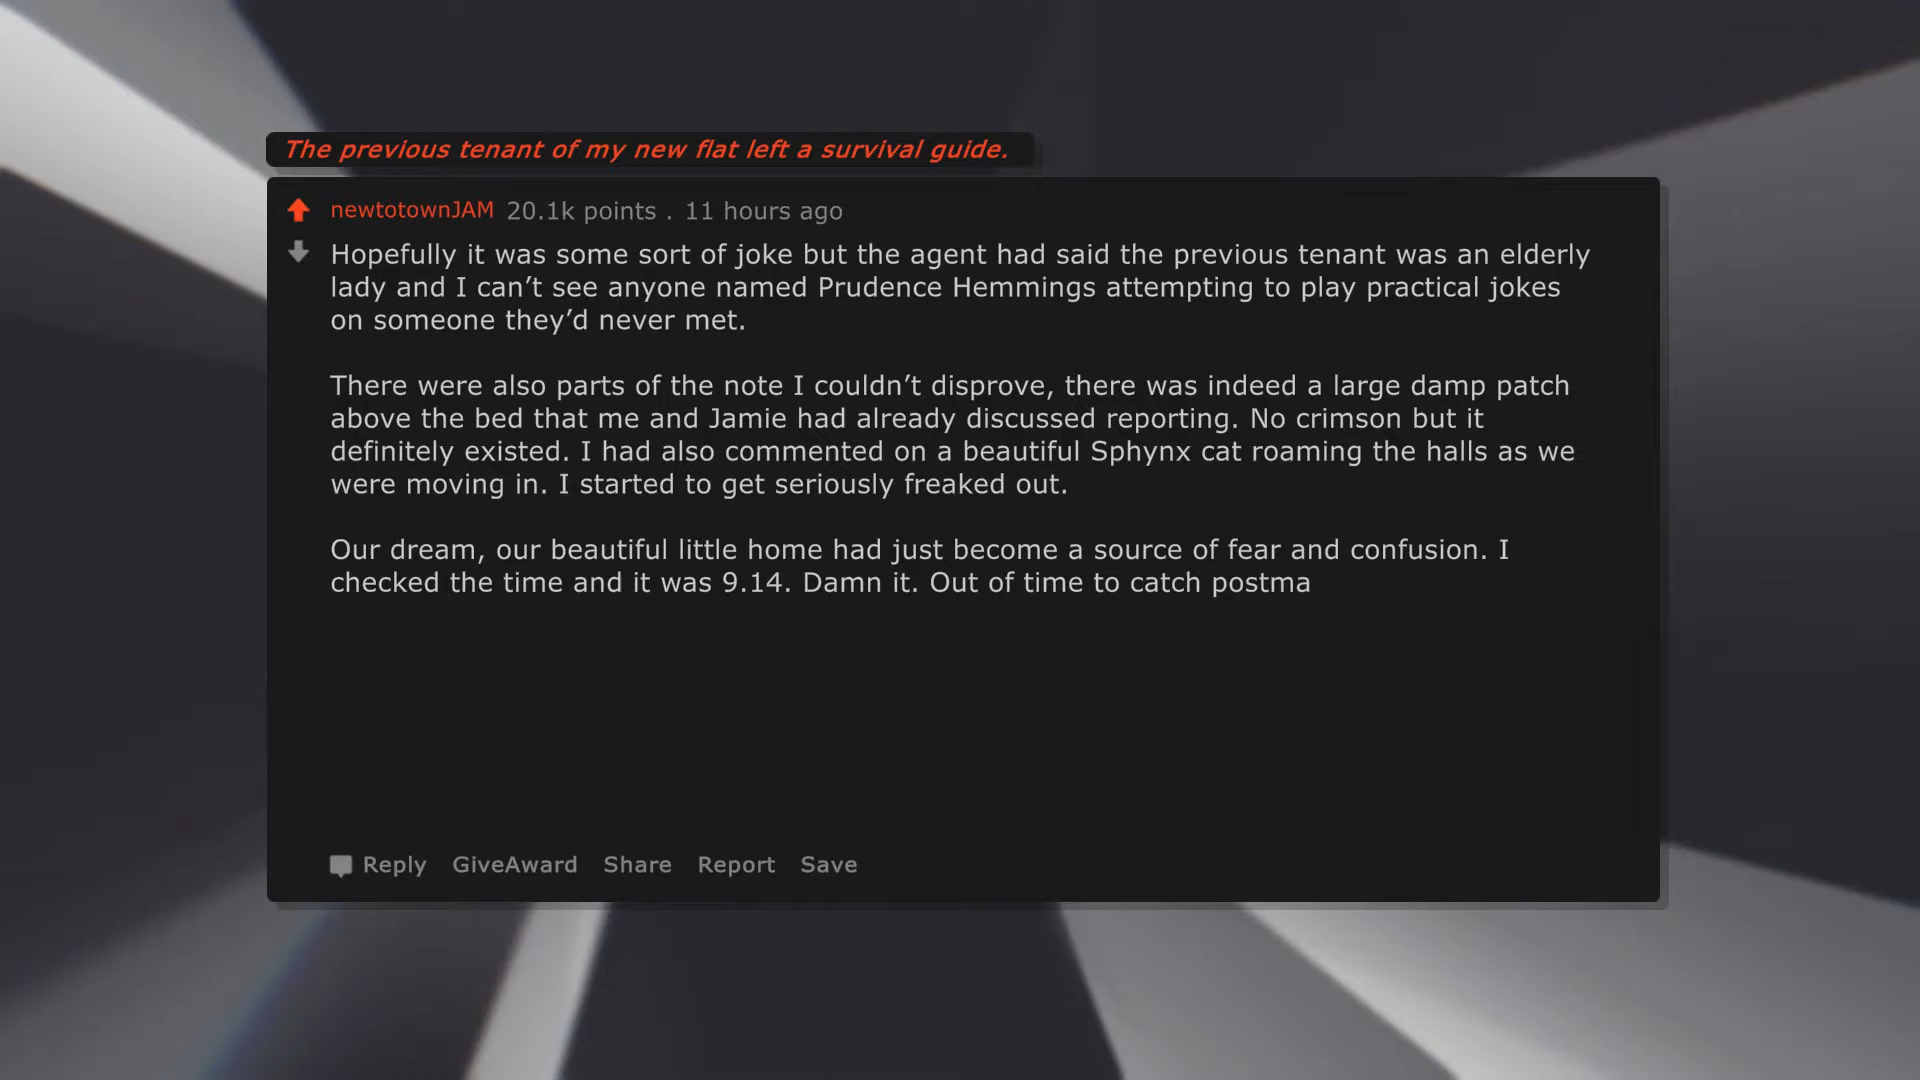 The previous tenant of my new flat left a survival guide.
newtotownJAM 20.1k points . 11 hours ago
Hopefully it was some sort of joke but the agent had said the previous tenant was an elderly
lady and I can’t see anyone named Prudence Hemmings attempting to play practical jokes
on someone they’d never met.
There were also parts of the note I couldn’t disprove, there was indeed a large damp patch
above the bed that me and Jamie had already discussed reporting. No crimson but it
definitely existed. I had also commented on a beautiful Sphynx cat roaming the halls as we
were moving in. I started to get seriously freaked out.
Our dream, our beautiful little home had just become a source of fear and confusion. I
checked the time and it was 9.14. Damn it. Out of time to catch postma
Reply GiveAward Share Report Save